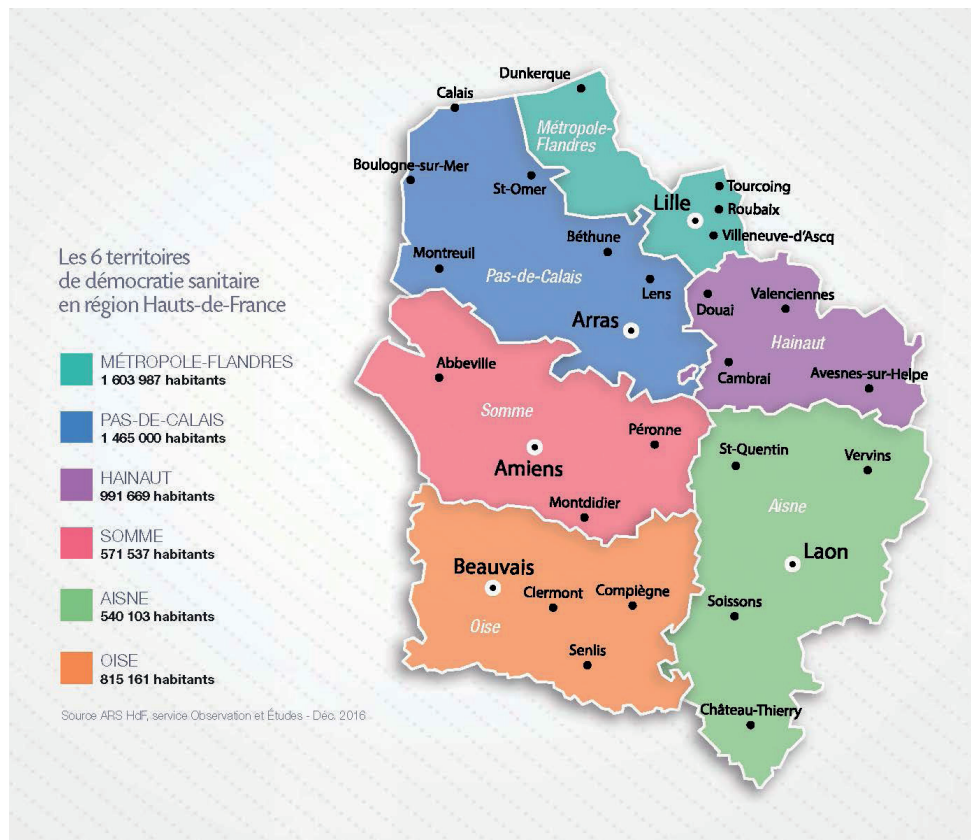 Les 6 territoires
de démocratie sanitaire
en région Hauts-de-France
MÉTROPOLE-FLANDRES
1 603 987 habitants
PAS-DE-CALAIS
1 465 000 habitants
HAINAUT
991 669 habitants
SOMME
571 537 habitants
AISNE
540 103 habitants
OISE
815 161 habitants
Source ARS HdF, service Observation et Études - Déc. 2016
Dunkerque
Calais
Métropole-
Flandres
Boulogne-sur-Mer
St-Omer
Tourcoing
Lille
Roubaix
Villeneuve-d'Ascq
Béthune
Montreuil
Pas-de-Calais
Lens
Douai
Valenciennes
Arras
Hainaut
Cambrai
Avesnes-sur-Helpe
Abbeville
Somme
Péronne
Amiens
St-Quentin
Vervins
Montdidier
Aisne
Laon
Beauvais
Clermont
Complègne
Soissons
Oise
Senlis
Château-Thierry